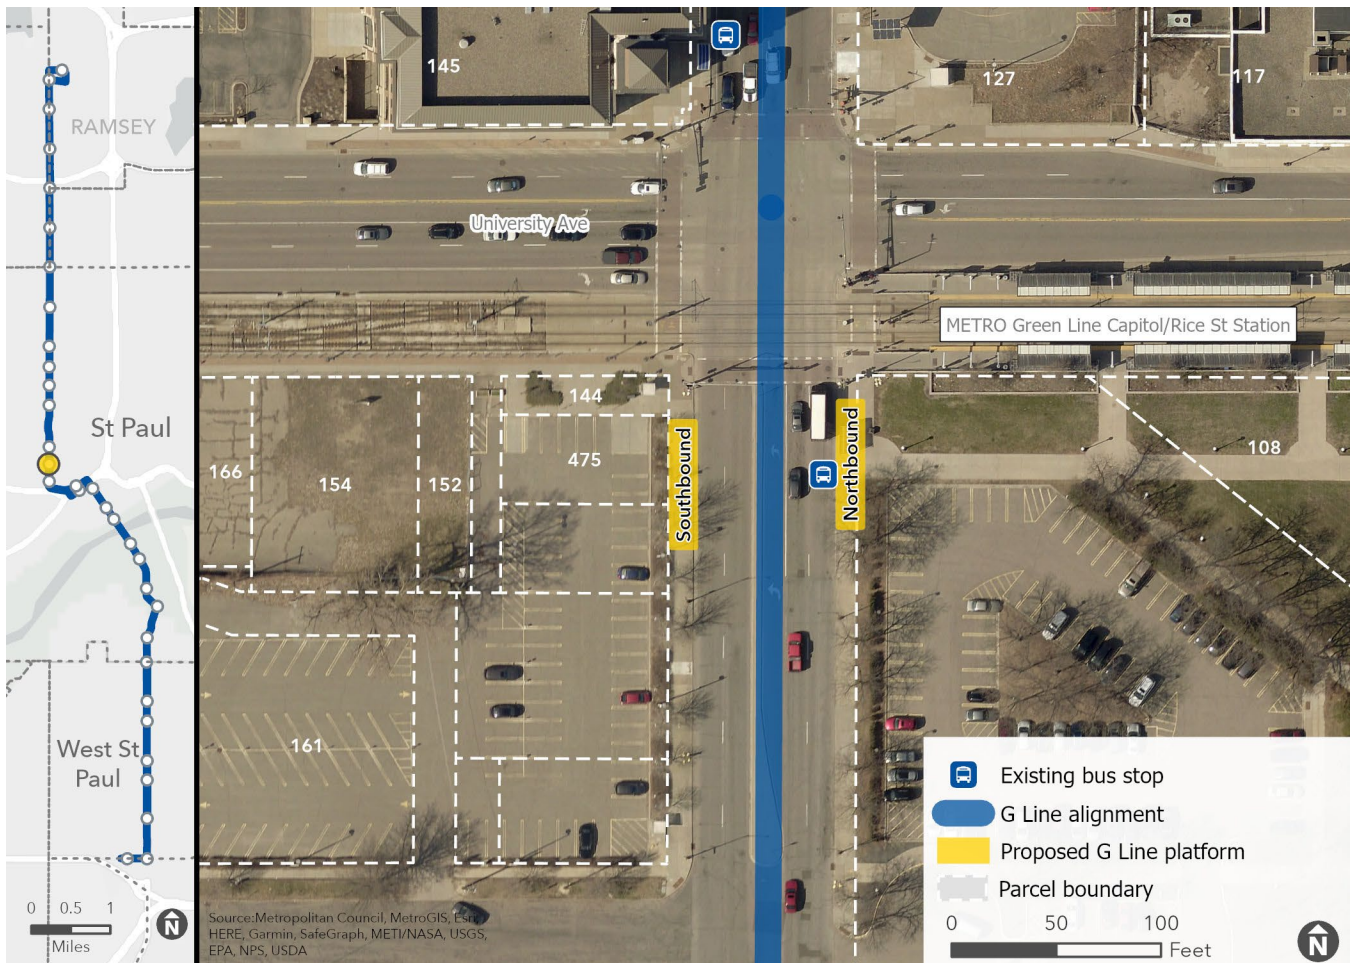 RAMSEY
St Paul
West St
Paul
0 0.5 1
Miles
N
145
127
117
University Ave
METRO Green Line Capitol/Rice St Station
144
166
154
152
475
108
Southbound
Northbound
161
Existing bus stop
G Line alignment
Proposed G Line platform
Parcel boundary
0 50 100
Feet
N
Source:Metropolitan Council, MetroGIS, Esri,
HERE, Garmin, SafeGraph, METI/NASA, USGS,
EPA, NPS, USDA